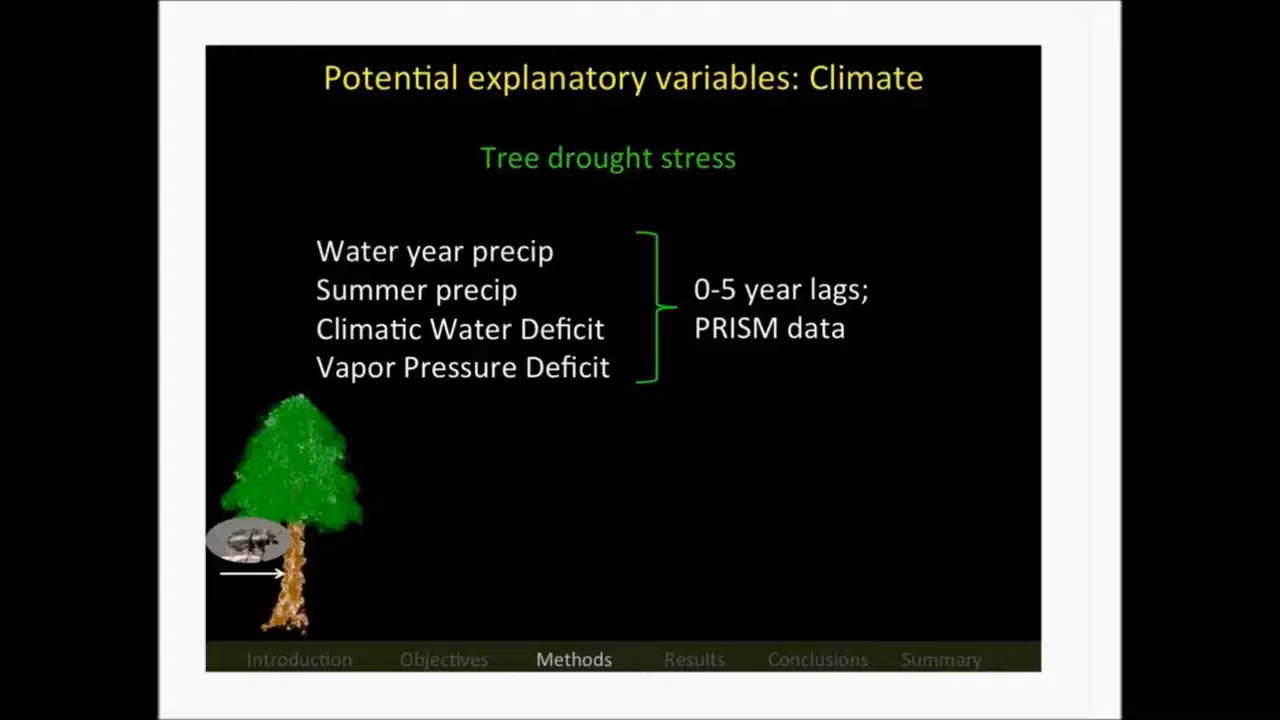 Potential explanatory variables: Climate
Tree drought stress
Water year precip
Summer precip
Climatic Water Deficit
Vapor Pressure Deficit
0-5 year lags;
PRISM data
Introduction Objectives Methods Results Conclusions Summary